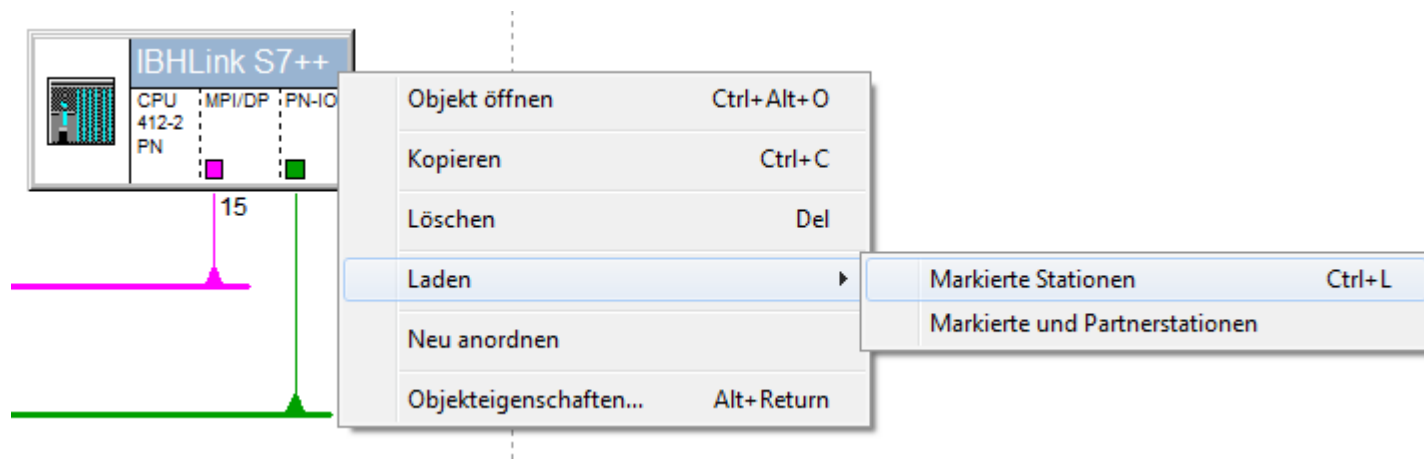 IBHLink S7++
CPU 412-2 PN
MPI/DP
PN-IO
15
Objekt öffnen Ctrl+Alt+O
Kopieren Ctrl+C
Löschen Del
Laden
Markierte Stationen Ctrl+L
Markierte und Partnerstationen
Neu anordnen
Objekteigenschaften... Alt+Return